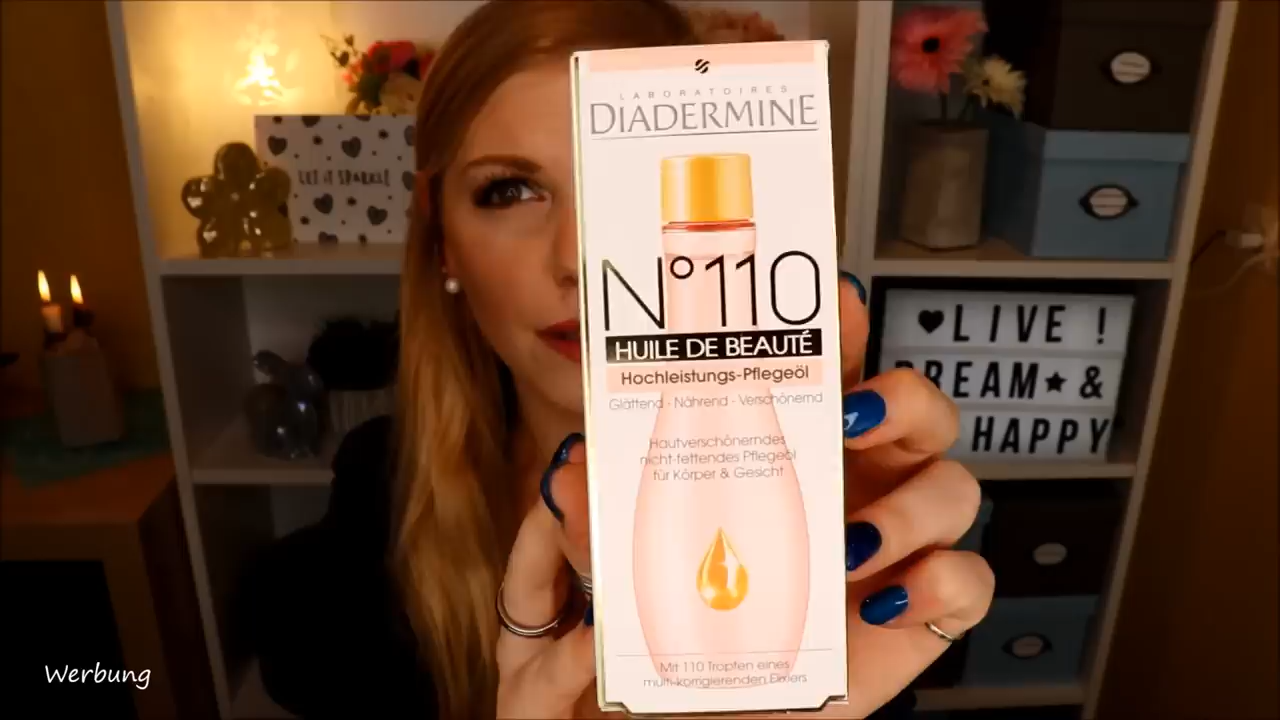 LABORATOIRES
DIADERMINE
N°110
HUILE DE BEAUTÉ
Hochleistungs-Pflegeöl
Glättend - Nährend - Verschönernd
Hautverschönerndes
nicht-fettendes Pflegeöl
für Körper & Gesicht
Mit 110 Tropfen eines
multi-korrigierenden Elixiers
LET IT SPARKLE
LIVE !
DREAM ★ &
HAPPY
Werbung